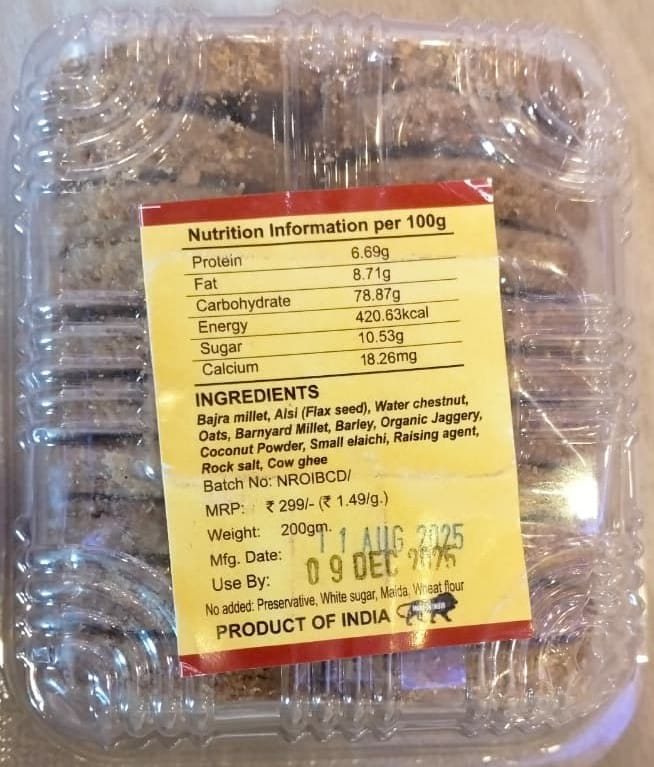 Nutrition Information per 100g
Protein 6.69g
Fat 8.71g
Carbohydrate 78.87g
Energy 420.63kcal
Sugar 10.53g
Calcium 18.26mg
INGREDIENTS
Bajra millet, Alsi (Flax seed), Water chestnut,
Oats, Barnyard Millet, Barley, Organic Jaggery,
Coconut Powder, Small elaichi, Raising agent,
Rock salt, Cow ghee
Batch No: NROIBCD/
MRP: ₹ 299/- (₹ 1.49/g.)
Weight: 200gm.
Mfg. Date: 11 AUG 2025
Use By: 09 DEC 2025
No added: Preservative, White sugar, Maida, Wheat flour
PRODUCT OF INDIA